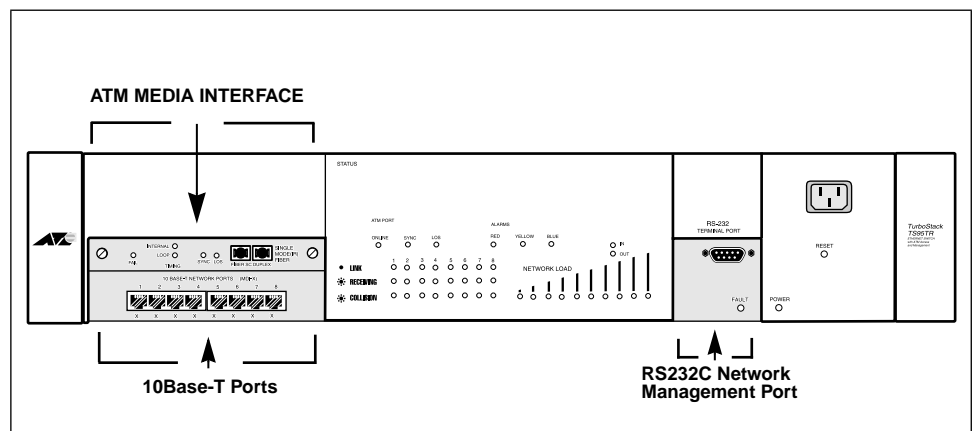 ATM MEDIA INTERFACE
STATUS
ATM PORT
ONLINE SYNC LOS
ALARMS
RED YELLOW BLUE
IN
OUT
RS-232
TERMINAL PORT
RESET
TurboStack
TS95TR
INTERNAL
LOOP
TIMING
FAIL
SYNC LOS
FIBER SC DUPLEX
SINGLE
MODE(IR)
FIBER
10 BASE-T NETWORK PORTS (MDI-X)
1 2 3 4 5 6 7 8
X X X X X X X X
1 2 3 4 5 6 7 8
LINK
RECEIVING
COLLISION
NETWORK LOAD
FAULT
POWER
10Base-T Ports
RS232C Network
Management Port